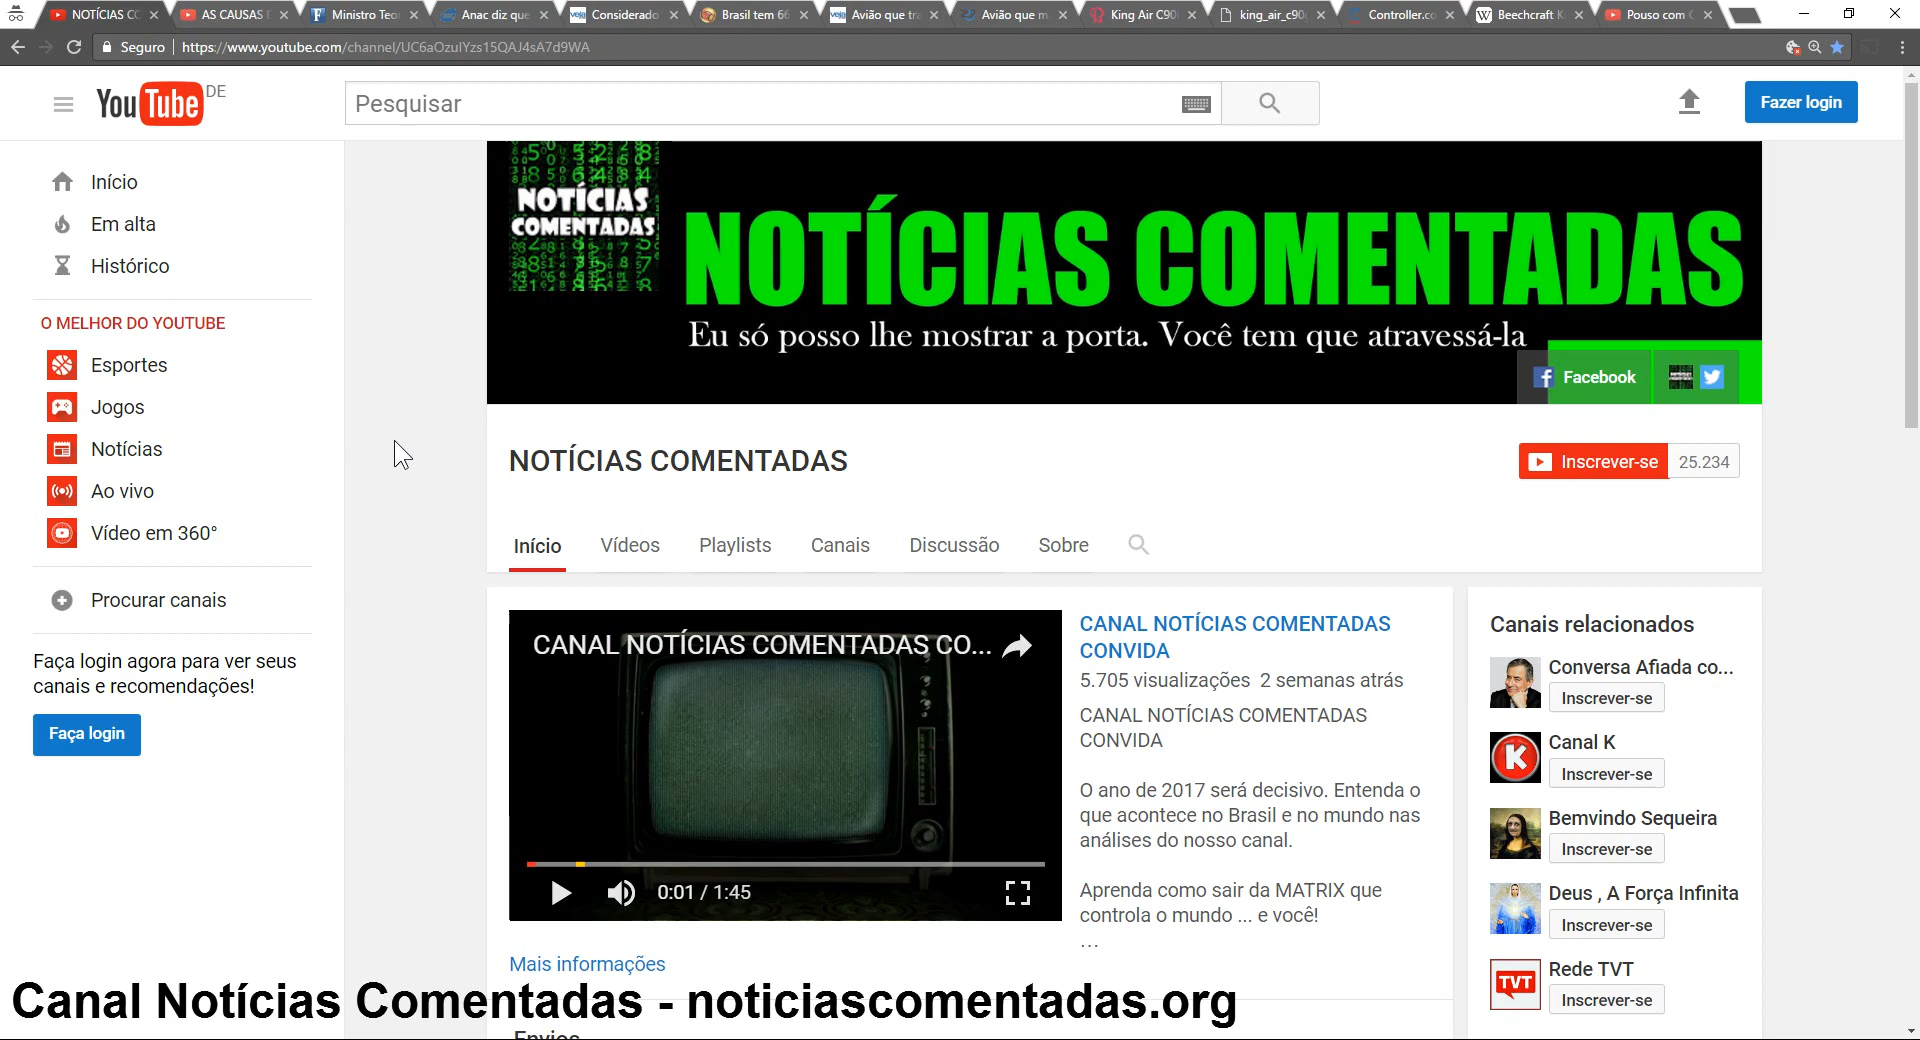 NOTÍCIAS CO
AS CAUSAS
Ministro Teo
Anac diz que
Considerado
Brasil tem 66
Avião que tr
Avião que m
King Air C90
king_air_c90
Controller.co
Beechcraft K
Pouso com
Seguro
https://www.youtube.com/channel/UC6aOzulYzs15QAJ4sA7d9WA
YouTube DE
Pesquisar
Fazer login
Início
Em alta
Histórico
O MELHOR DO YOUTUBE
Esportes
Jogos
Notícias
Ao vivo
Vídeo em 360°
Procurar canais
Faça login agora para ver seus
canais e recomendações!
Faça login
NOTÍCIAS
COMENTADAS
NOTÍCIAS COMENTADAS
Eu só posso lhe mostrar a porta. Você tem que atravessá-la
Facebook
NOTÍCIAS COMENTADAS
Inscrever-se 25.234
Início Vídeos Playlists Canais Discussão Sobre
CANAL NOTÍCIAS COMENTADAS CO...
0:01 / 1:45
CANAL NOTÍCIAS COMENTADAS
CONVIDA
5.705 visualizações 2 semanas atrás
CANAL NOTÍCIAS COMENTADAS
CONVIDA
O ano de 2017 será decisivo. Entenda o
que acontece no Brasil e no mundo nas
análises do nosso canal.
Aprenda como sair da MATRIX que
controla o mundo ... e você!
...
Mais informações
Canais relacionados
Conversa Afiada co...
Inscrever-se
Canal K
Inscrever-se
K
Bemvindo Sequeira
Inscrever-se
Deus , A Força Infinita
Inscrever-se
Rede TVT
Inscrever-se
TVT
Canal Notícias Comentadas - noticiascomentadas.org
Envios